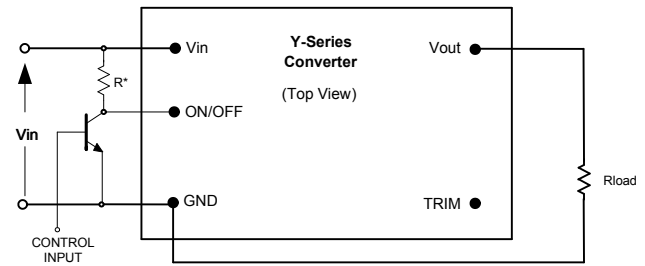 Y-Series
Converter
(Top View)
Vin
Vout
R*
ON/OFF
Vin
GND
TRIM
Rload
CONTROL
INPUT